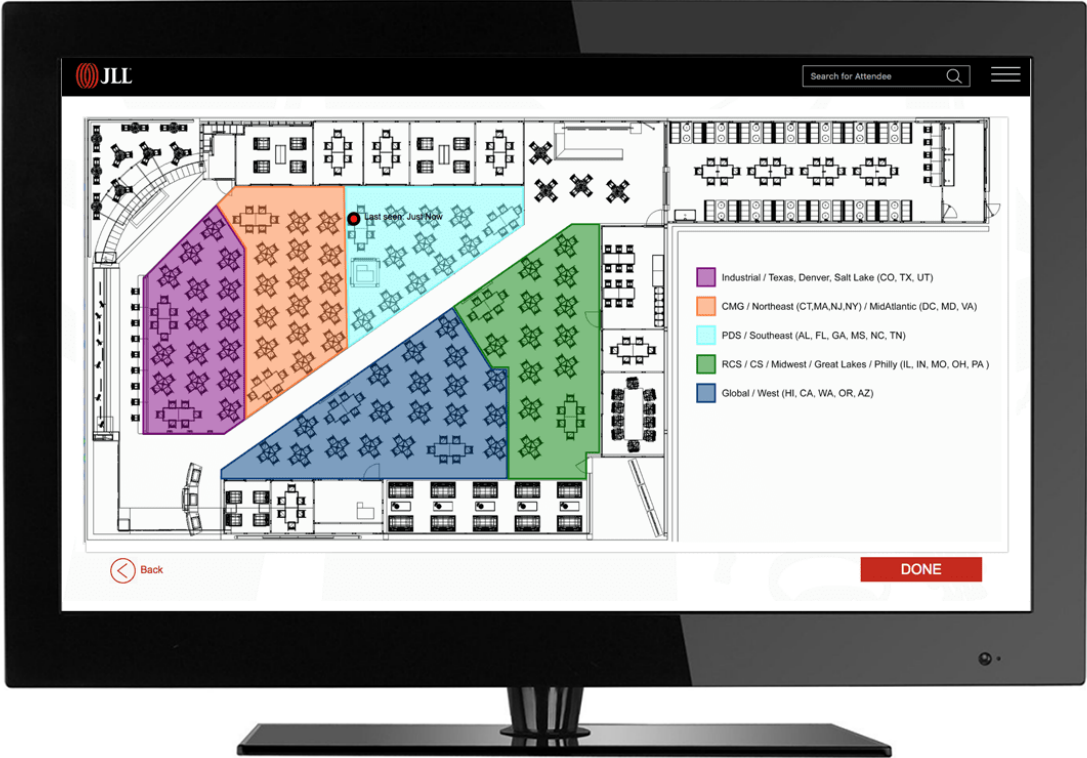 JLL
Search for Attendee
Last seen: Just Now
Industrial / Texas, Denver, Salt Lake (CO, TX, UT)
CMG / Northeast (CT,MA,NJ,NY) / MidAtlantic (DC, MD, VA)
PDS / Southeast (AL, FL, GA, MS, NC, TN)
RCS / CS / Midwest / Great Lakes / Philly (IL, IN, MO, OH, PA )
Global / West (HI, CA, WA, OR, AZ)
Back
DONE